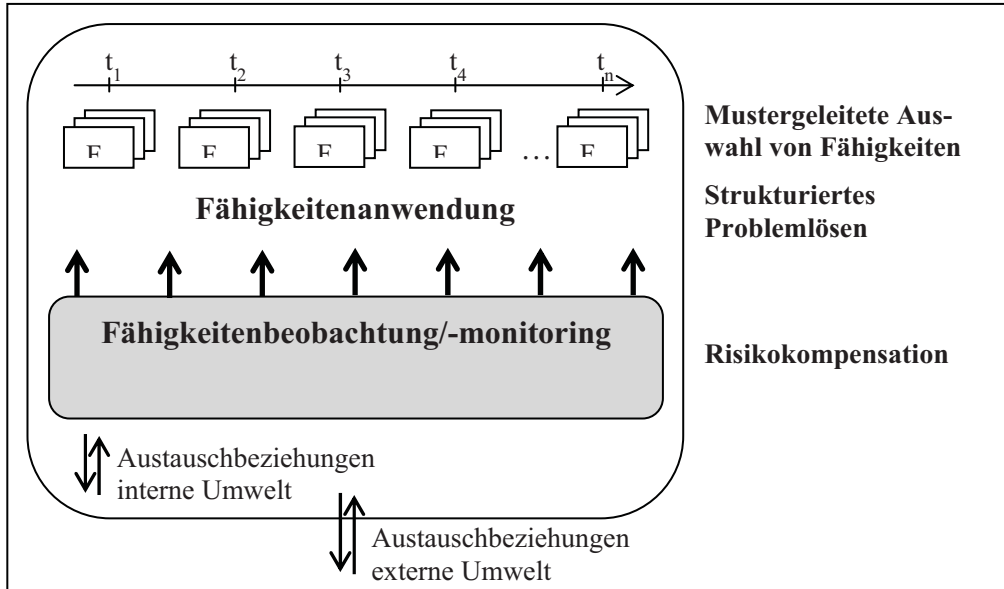 t1 t2 t3 t4 tn
…
Mustergeleitete Aus-
wahl von Fähigkeiten
Fähigkeitenanwendung
Strukturiertes
Problemlösen
Fähigkeitenbeobachtung/-monitoring
Risikokompensation
Austauschbeziehungen
interne Umwelt
Austauschbeziehungen
externe Umwelt